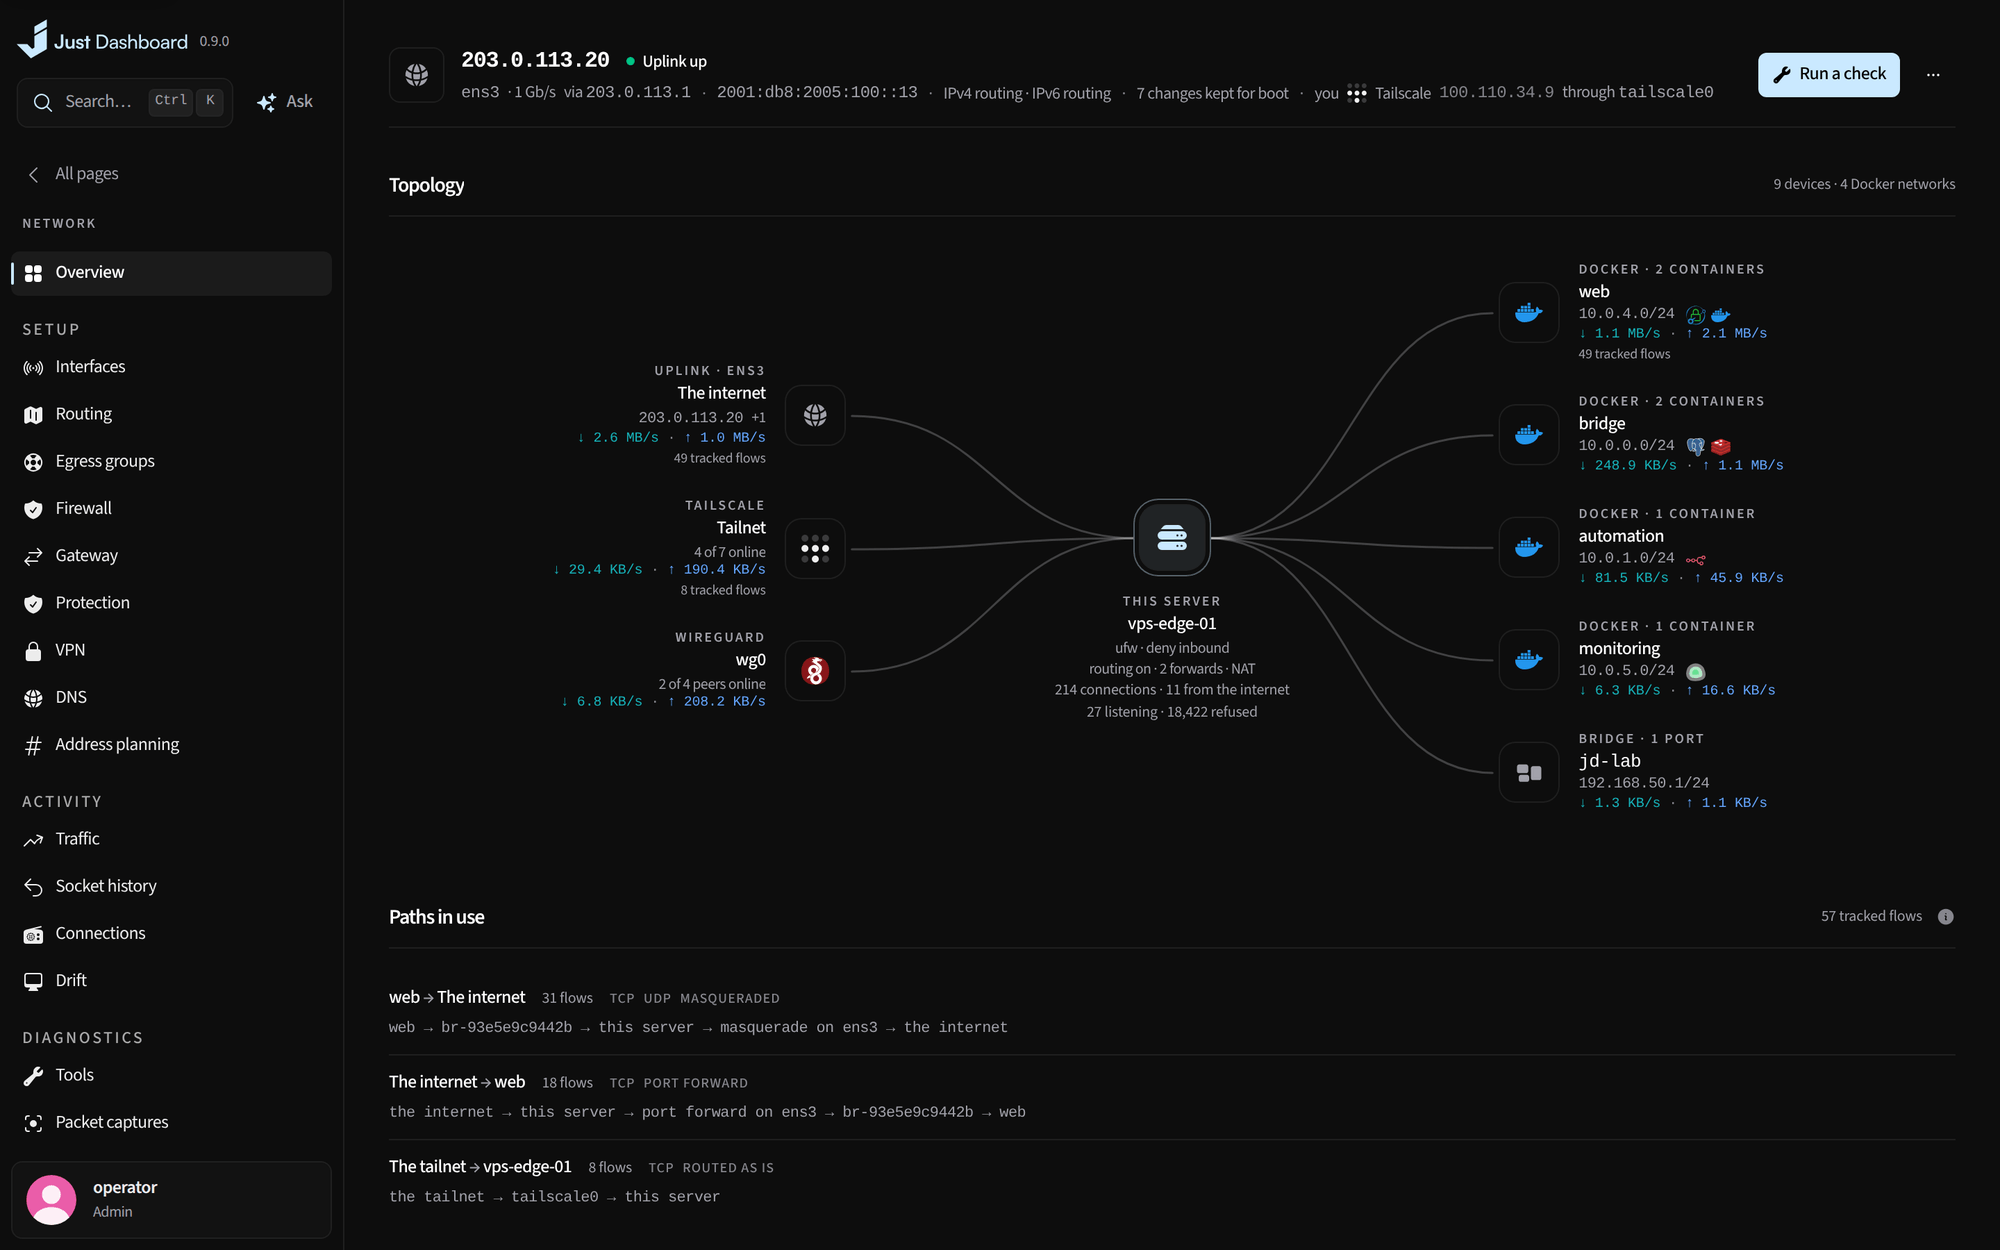 Just Dashboard 0.9.0
Search... Ctrl K Ask
All pages
NETWORK
Overview
SETUP
Interfaces
Routing
Egress groups
Firewall
Gateway
Protection
VPN
DNS
Address planning
ACTIVITY
Traffic
Socket history
Connections
Drift
DIAGNOSTICS
Tools
Packet captures
operator
Admin
203.0.113.20 Uplink up
ens3 · 1 Gb/s via 203.0.113.1 · 2001:db8:2005:100::13 · IPv4 routing · IPv6 routing · 7 changes kept for boot · you Tailscale 100.110.34.9 through tailscale0
Run a check
Topology
9 devices · 4 Docker networks
UPLINK · ENS3
The internet
203.0.113.20 +1
↓ 2.6 MB/s · ↑ 1.0 MB/s
49 tracked flows
TAILSCALE
Tailnet
4 of 7 online
↓ 29.4 KB/s · ↑ 190.4 KB/s
8 tracked flows
WIREGUARD
wg0
2 of 4 peers online
↓ 6.8 KB/s · ↑ 208.2 KB/s
THIS SERVER
vps-edge-01
ufw · deny inbound
routing on · 2 forwards · NAT
214 connections · 11 from the internet
27 listening · 18,422 refused
DOCKER · 2 CONTAINERS
web
10.0.4.0/24
↓ 1.1 MB/s · ↑ 2.1 MB/s
49 tracked flows
DOCKER · 2 CONTAINERS
bridge
10.0.0.0/24
↓ 248.9 KB/s · ↑ 1.1 MB/s
DOCKER · 1 CONTAINER
automation
10.0.1.0/24
↓ 81.5 KB/s · ↑ 45.9 KB/s
DOCKER · 1 CONTAINER
monitoring
10.0.5.0/24
↓ 6.3 KB/s · ↑ 16.6 KB/s
BRIDGE · 1 PORT
jd-lab
192.168.50.1/24
↓ 1.3 KB/s · ↑ 1.1 KB/s
Paths in use
57 tracked flows
web → The internet 31 flows TCP UDP MASQUERADED
web → br-93e5e9c9442b → this server → masquerade on ens3 → the internet
The internet → web 18 flows TCP PORT FORWARD
the internet → this server → port forward on ens3 → br-93e5e9c9442b → web
The tailnet → vps-edge-01 8 flows TCP ROUTED AS IS
the tailnet → tailscale0 → this server